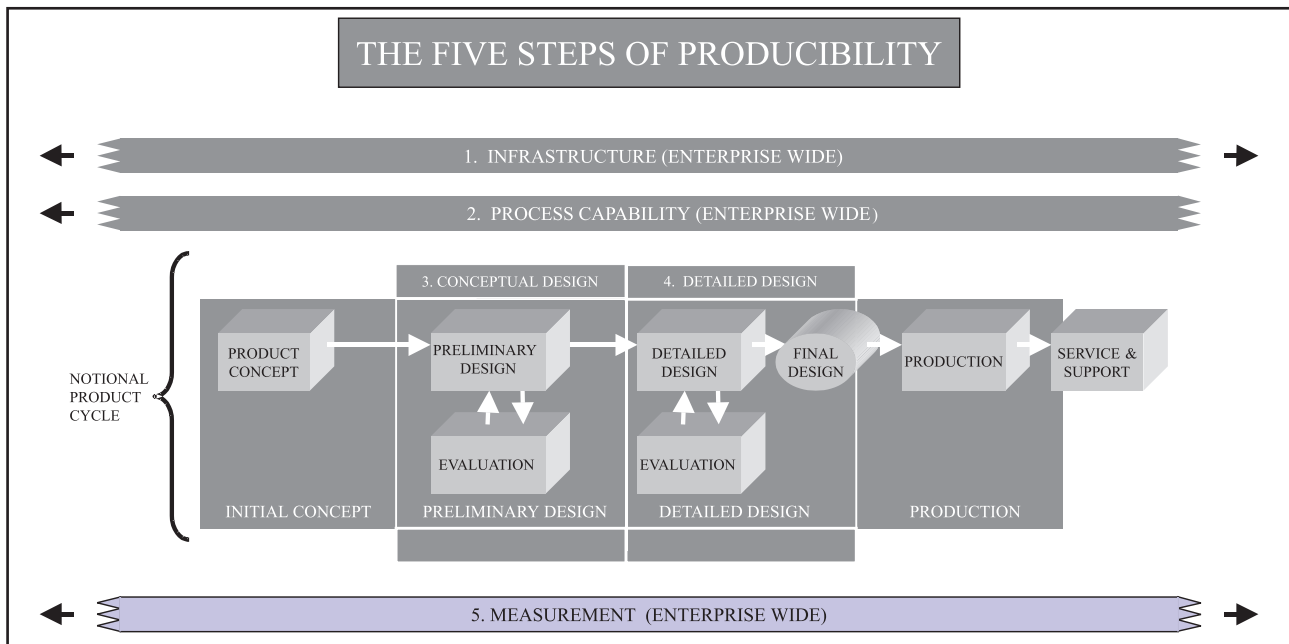 THE FIVE STEPS OF PRODUCIBILITY
1. INFRASTRUCTURE (ENTERPRISE WIDE)
2. PROCESS CAPABILITY (ENTERPRISE WIDE)
3. CONCEPTUAL DESIGN
4. DETAILED DESIGN
NOTIONAL
PRODUCT
CYCLE
PRODUCT
CONCEPT
PRELIMINARY
DESIGN
DETAILED
DESIGN
FINAL
DESIGN
PRODUCTION
SERVICE &
SUPPORT
EVALUATION
EVALUATION
INITIAL CONCEPT
PRELIMINARY DESIGN
DETAILED DESIGN
PRODUCTION
5. MEASUREMENT (ENTERPRISE WIDE)